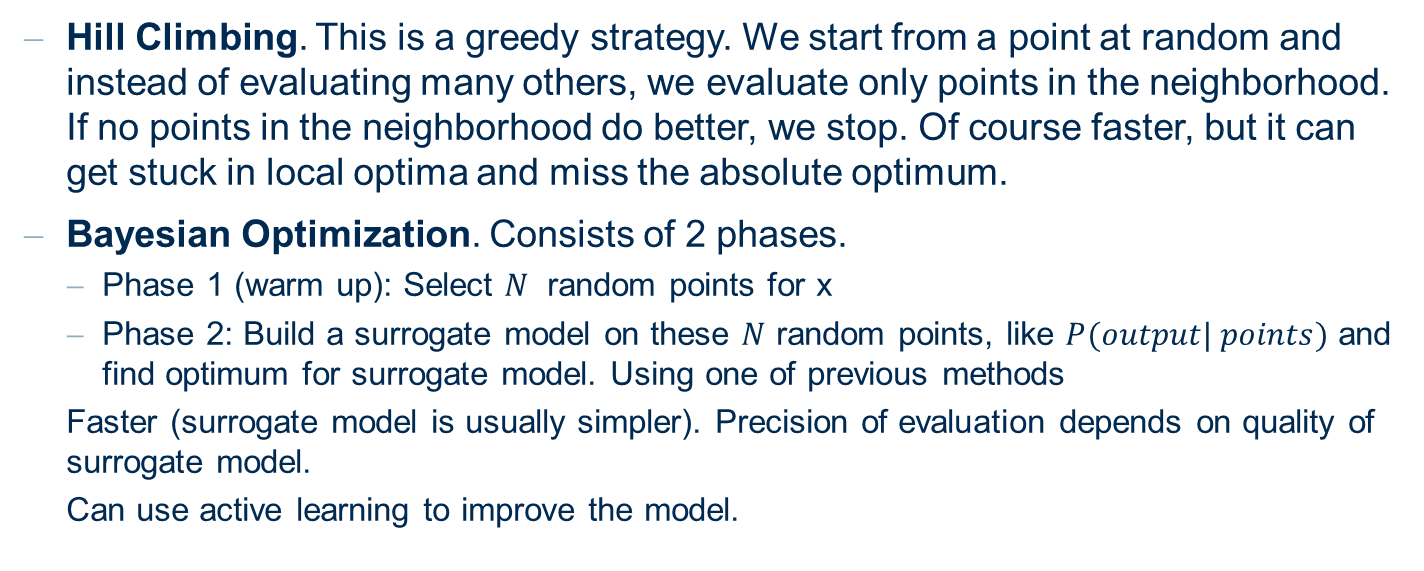 – Hill Climbing. This is a greedy strategy. We start from a point at random and
instead of evaluating many others, we evaluate only points in the neighborhood.
If no points in the neighborhood do better, we stop. Of course faster, but it can
get stuck in local optima and miss the absolute optimum.
– Bayesian Optimization. Consists of 2 phases.
– Phase 1 (warm up): Select N random points for x
– Phase 2: Build a surrogate model on these N random points, like P(output| points) and
find optimum for surrogate model. Using one of previous methods
Faster (surrogate model is usually simpler). Precision of evaluation depends on quality of
surrogate model.
Can use active learning to improve the model.